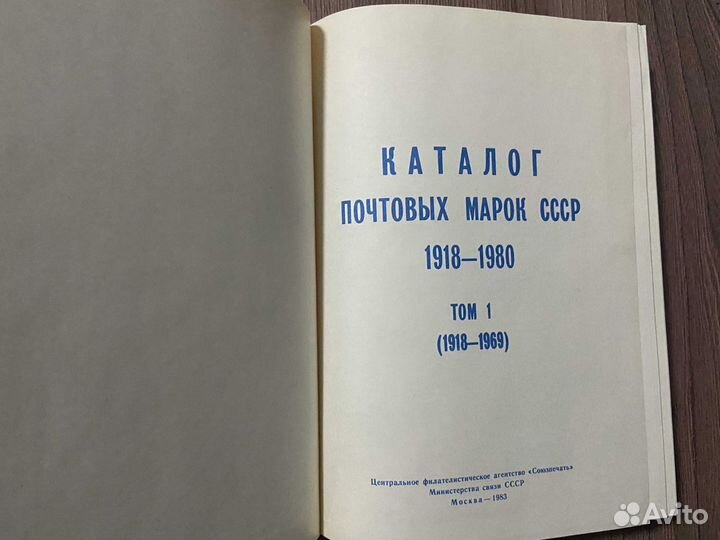 КАТАЛОГ
ПОЧТОВЫХ МАРОК СССР
1918—1980
ТОМ 1
(1918—1969)
Центральное филателистическое агентство «Союзпечать»
Министерства связи СССР
Москва — 1983
Avito